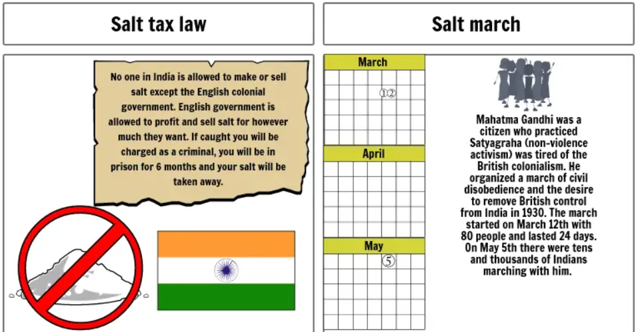 Salt tax law
No one in India is allowed to make or sell
salt except the English colonial
government. English government is
allowed to profit and sell salt for however
much they want. If caught you will be
charged as a criminal, you will be in
prison for 6 months and your salt will be
taken away.
Salt march
March
①②
April
May
⑤
Mahatma Gandhi was a
citizen who practiced
Satyagraha (non-violence
activism) was tired of the
British colonialism. He
organized a march of civil
disobedience and the desire
to remove British control
from India in 1930. The march
started on March 12th with
80 people and lasted 24 days.
On May 5th there were tens
and thousands of Indians
marching with him.